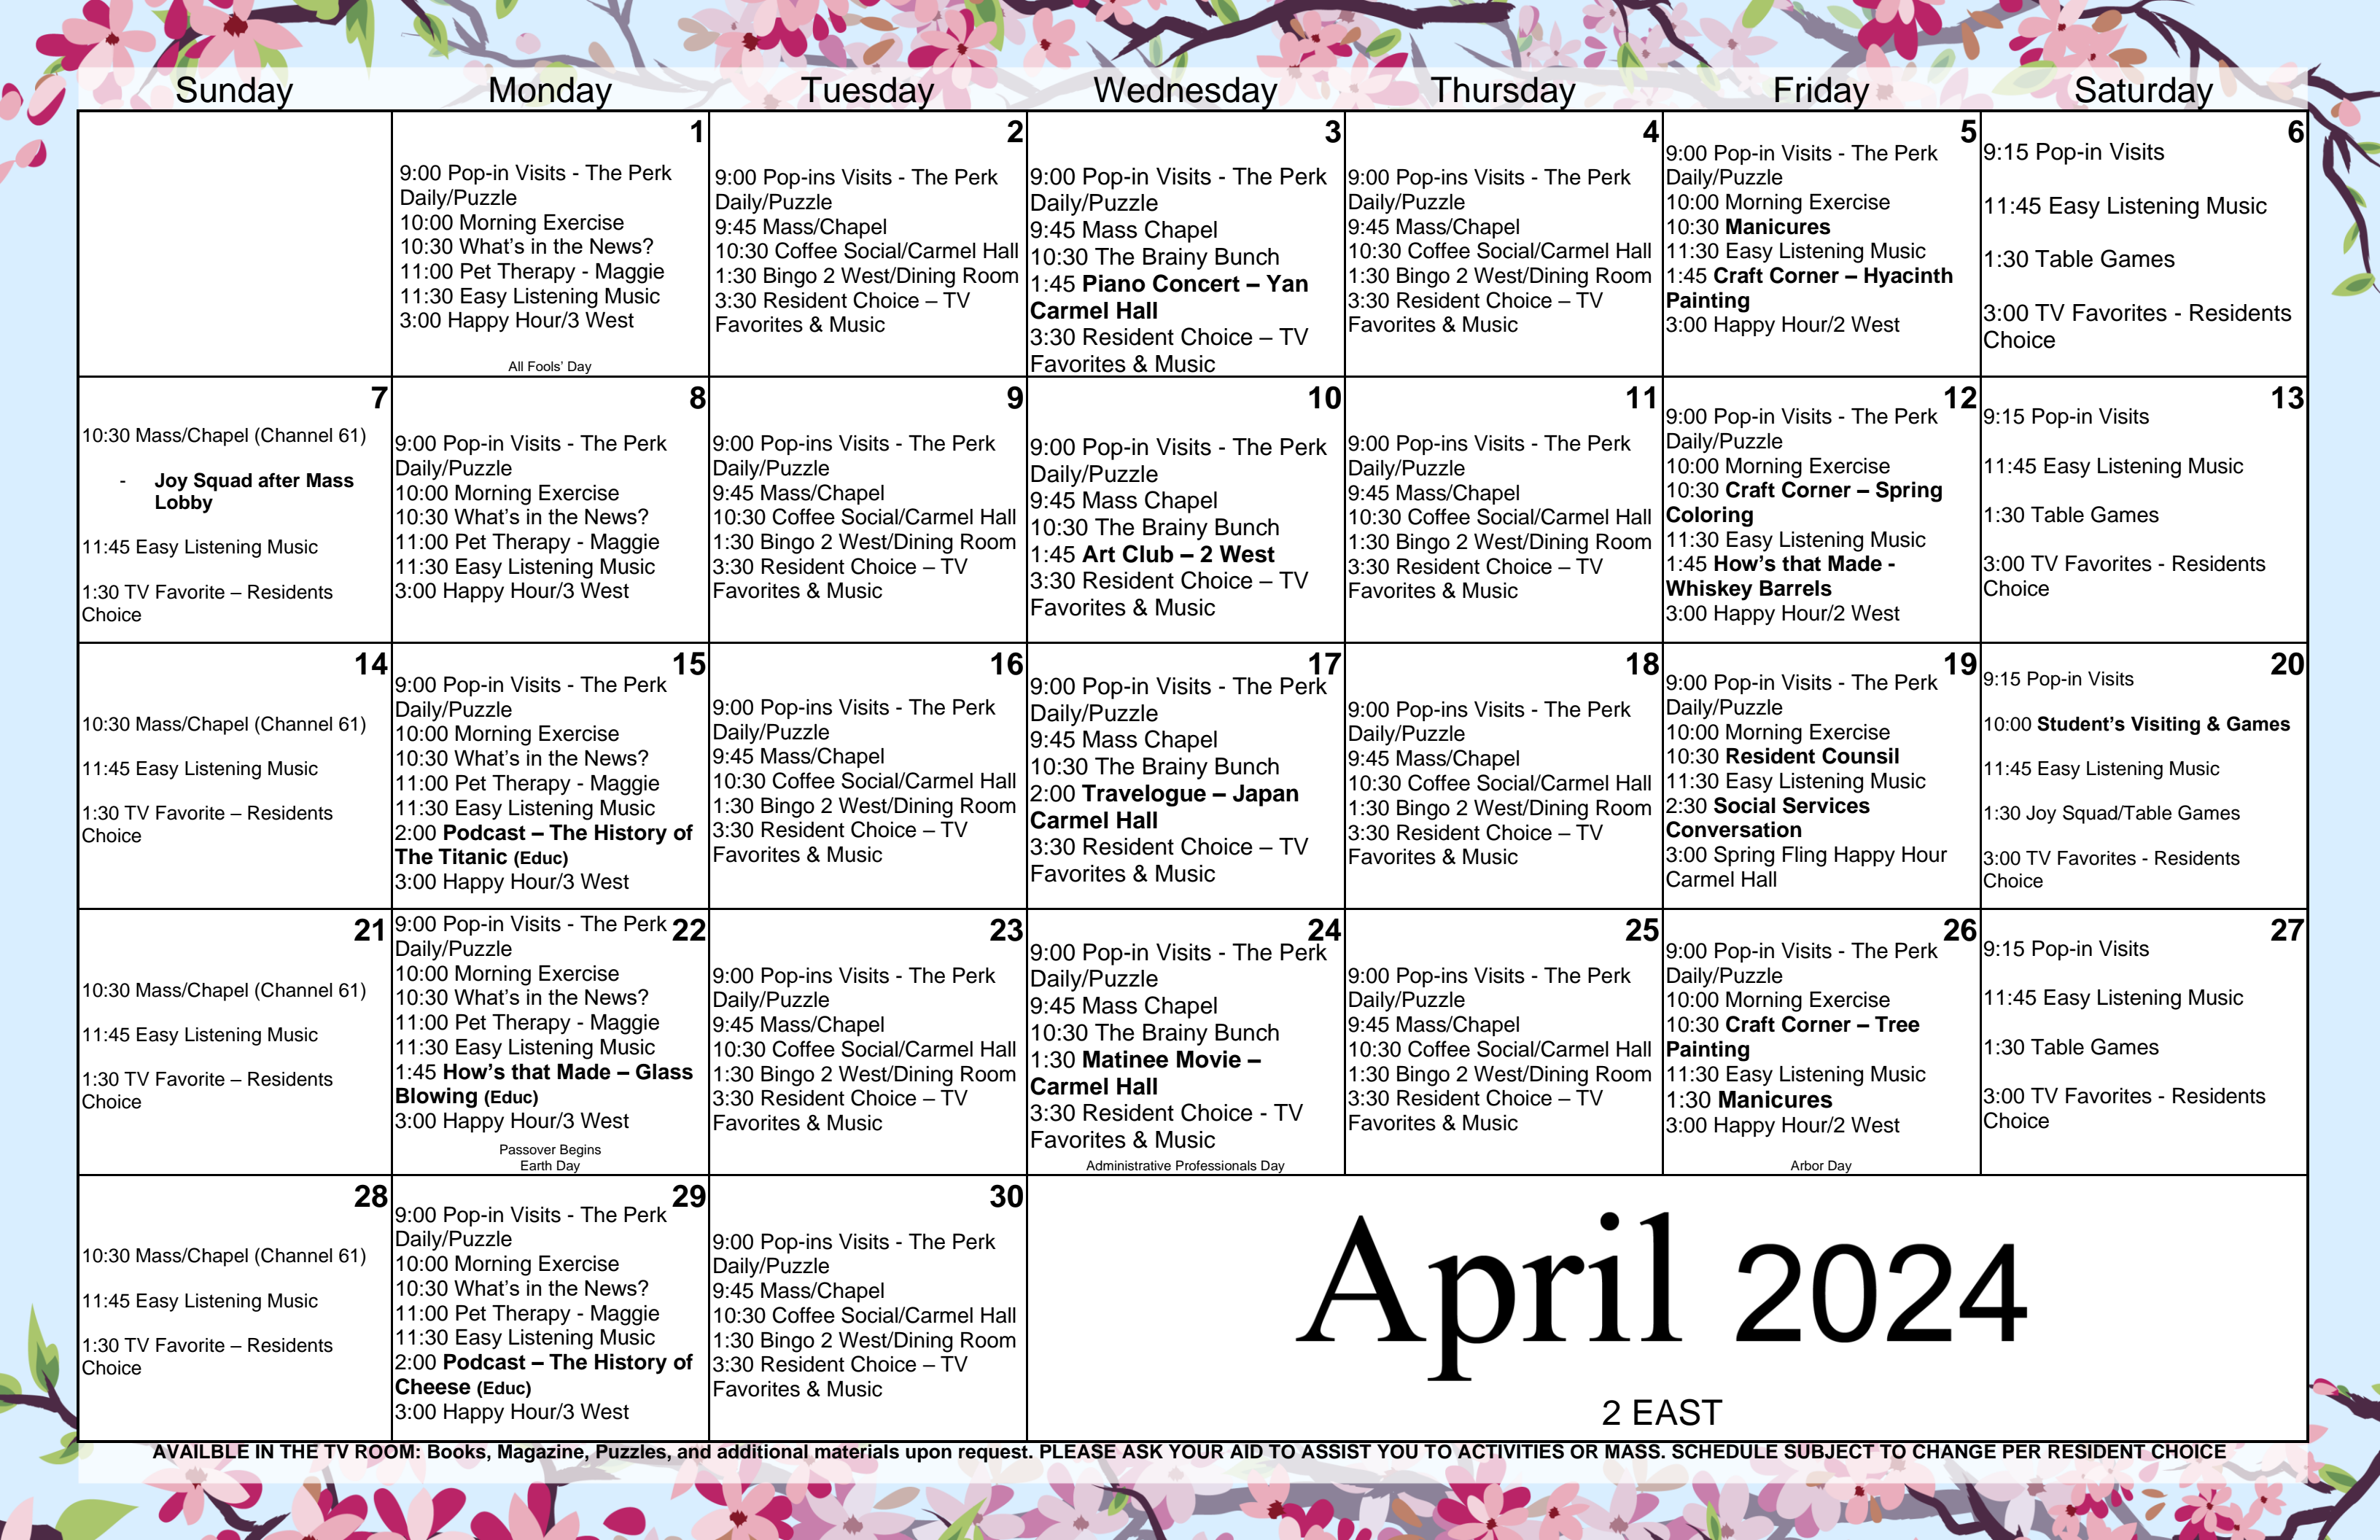 Sunday Monday Tuesday Wednesday Thursday Friday Saturday
1
9:00 Pop-in Visits - The Perk
Daily/Puzzle
10:00 Morning Exercise
10:30 What's in the News?
11:00 Pet Therapy - Maggie
11:30 Easy Listening Music
3:00 Happy Hour/3 West
All Fools' Day
2
9:00 Pop-ins Visits - The Perk
Daily/Puzzle
9:45 Mass/Chapel
10:30 Coffee Social/Carmel Hall
1:30 Bingo 2 West/Dining Room
3:30 Resident Choice – TV
Favorites & Music
3
9:00 Pop-in Visits - The Perk
Daily/Puzzle
9:45 Mass Chapel
10:30 The Brainy Bunch
1:45 Piano Concert – Yan
Carmel Hall
3:30 Resident Choice – TV
Favorites & Music
4
9:00 Pop-ins Visits - The Perk
Daily/Puzzle
9:45 Mass/Chapel
10:30 Coffee Social/Carmel Hall
1:30 Bingo 2 West/Dining Room
3:30 Resident Choice – TV
Favorites & Music
5
9:00 Pop-in Visits - The Perk
Daily/Puzzle
10:00 Morning Exercise
10:30 Manicures
11:30 Easy Listening Music
1:45 Craft Corner – Hyacinth
Painting
3:00 Happy Hour/2 West
6
9:15 Pop-in Visits
11:45 Easy Listening Music
1:30 Table Games
3:00 TV Favorites - Residents
Choice
7
10:30 Mass/Chapel (Channel 61)
- Joy Squad after Mass
Lobby
11:45 Easy Listening Music
1:30 TV Favorite – Residents
Choice
8
9:00 Pop-in Visits - The Perk
Daily/Puzzle
10:00 Morning Exercise
10:30 What's in the News?
11:00 Pet Therapy - Maggie
11:30 Easy Listening Music
3:00 Happy Hour/3 West
9
9:00 Pop-ins Visits - The Perk
Daily/Puzzle
9:45 Mass/Chapel
10:30 Coffee Social/Carmel Hall
1:30 Bingo 2 West/Dining Room
3:30 Resident Choice – TV
Favorites & Music
10
9:00 Pop-in Visits - The Perk
Daily/Puzzle
9:45 Mass Chapel
10:30 The Brainy Bunch
1:45 Art Club – 2 West
3:30 Resident Choice – TV
Favorites & Music
11
9:00 Pop-ins Visits - The Perk
Daily/Puzzle
9:45 Mass/Chapel
10:30 Coffee Social/Carmel Hall
1:30 Bingo 2 West/Dining Room
3:30 Resident Choice – TV
Favorites & Music
12
9:00 Pop-in Visits - The Perk
Daily/Puzzle
10:00 Morning Exercise
10:30 Craft Corner – Spring
Coloring
11:30 Easy Listening Music
1:45 How's that Made -
Whiskey Barrels
3:00 Happy Hour/2 West
13
9:15 Pop-in Visits
11:45 Easy Listening Music
1:30 Table Games
3:00 TV Favorites - Residents
Choice
14
10:30 Mass/Chapel (Channel 61)
11:45 Easy Listening Music
1:30 TV Favorite – Residents
Choice
15
9:00 Pop-in Visits - The Perk
Daily/Puzzle
10:00 Morning Exercise
10:30 What's in the News?
11:00 Pet Therapy - Maggie
11:30 Easy Listening Music
2:00 Podcast – The History of
The Titanic (Educ)
3:00 Happy Hour/3 West
16
9:00 Pop-ins Visits - The Perk
Daily/Puzzle
9:45 Mass/Chapel
10:30 Coffee Social/Carmel Hall
1:30 Bingo 2 West/Dining Room
3:30 Resident Choice – TV
Favorites & Music
17
9:00 Pop-in Visits - The Perk
Daily/Puzzle
9:45 Mass Chapel
10:30 The Brainy Bunch
2:00 Travelogue – Japan
Carmel Hall
3:30 Resident Choice – TV
Favorites & Music
18
9:00 Pop-ins Visits - The Perk
Daily/Puzzle
9:45 Mass/Chapel
10:30 Coffee Social/Carmel Hall
1:30 Bingo 2 West/Dining Room
3:30 Resident Choice – TV
Favorites & Music
19
9:00 Pop-in Visits - The Perk
Daily/Puzzle
10:00 Morning Exercise
10:30 Resident Counsil
11:30 Easy Listening Music
2:30 Social Services
Conversation
3:00 Spring Fling Happy Hour
Carmel Hall
20
9:15 Pop-in Visits
10:00 Student's Visiting & Games
11:45 Easy Listening Music
1:30 Joy Squad/Table Games
3:00 TV Favorites - Residents
Choice
21
10:30 Mass/Chapel (Channel 61)
11:45 Easy Listening Music
1:30 TV Favorite – Residents
Choice
22
9:00 Pop-in Visits - The Perk
Daily/Puzzle
10:00 Morning Exercise
10:30 What's in the News?
11:00 Pet Therapy - Maggie
11:30 Easy Listening Music
1:45 How's that Made – Glass
Blowing (Educ)
3:00 Happy Hour/3 West
Passover Begins
Earth Day
23
9:00 Pop-ins Visits - The Perk
Daily/Puzzle
9:45 Mass/Chapel
10:30 Coffee Social/Carmel Hall
1:30 Bingo 2 West/Dining Room
3:30 Resident Choice – TV
Favorites & Music
24
9:00 Pop-in Visits - The Perk
Daily/Puzzle
9:45 Mass Chapel
10:30 The Brainy Bunch
1:30 Matinee Movie –
Carmel Hall
3:30 Resident Choice - TV
Favorites & Music
Administrative Professionals Day
25
9:00 Pop-ins Visits - The Perk
Daily/Puzzle
9:45 Mass/Chapel
10:30 Coffee Social/Carmel Hall
1:30 Bingo 2 West/Dining Room
3:30 Resident Choice – TV
Favorites & Music
26
9:00 Pop-in Visits - The Perk
Daily/Puzzle
10:00 Morning Exercise
10:30 Craft Corner – Tree
Painting
11:30 Easy Listening Music
1:30 Manicures
3:00 Happy Hour/2 West
Arbor Day
27
9:15 Pop-in Visits
11:45 Easy Listening Music
1:30 Table Games
3:00 TV Favorites - Residents
Choice
28
10:30 Mass/Chapel (Channel 61)
11:45 Easy Listening Music
1:30 TV Favorite – Residents
Choice
29
9:00 Pop-in Visits - The Perk
Daily/Puzzle
10:00 Morning Exercise
10:30 What's in the News?
11:00 Pet Therapy - Maggie
11:30 Easy Listening Music
2:00 Podcast – The History of
Cheese (Educ)
3:00 Happy Hour/3 West
30
9:00 Pop-ins Visits - The Perk
Daily/Puzzle
9:45 Mass/Chapel
10:30 Coffee Social/Carmel Hall
1:30 Bingo 2 West/Dining Room
3:30 Resident Choice – TV
Favorites & Music
April 2024
2 EAST
AVAILBLE IN THE TV ROOM: Books, Magazine, Puzzles, and additional materials upon request. PLEASE ASK YOUR AID TO ASSIST YOU TO ACTIVITIES OR MASS. SCHEDULE SUBJECT TO CHANGE PER RESIDENT CHOICE